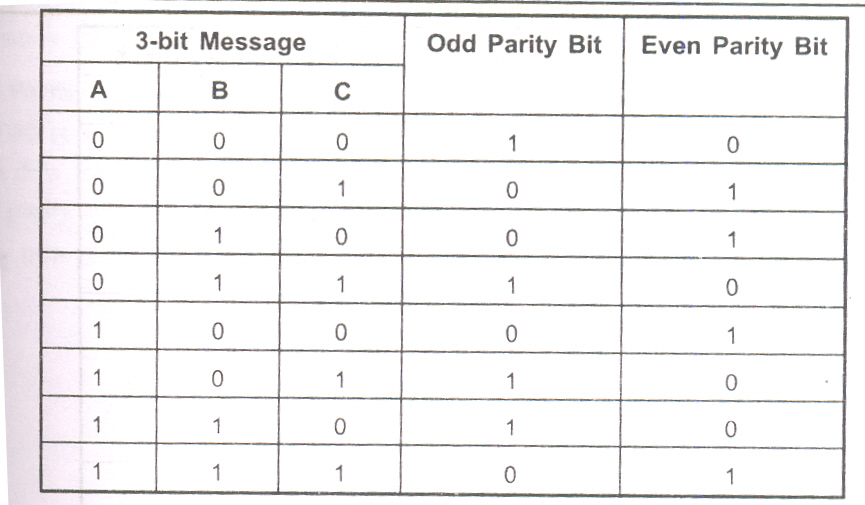 3-bit Message Odd Parity Bit Even Parity Bit
A B C
0 0 0 1 0
0 0 1 0 1
0 1 0 0 1
0 1 1 1 0
1 0 0 0 1
1 0 1 1 0
1 1 0 1 0
1 1 1 0 1